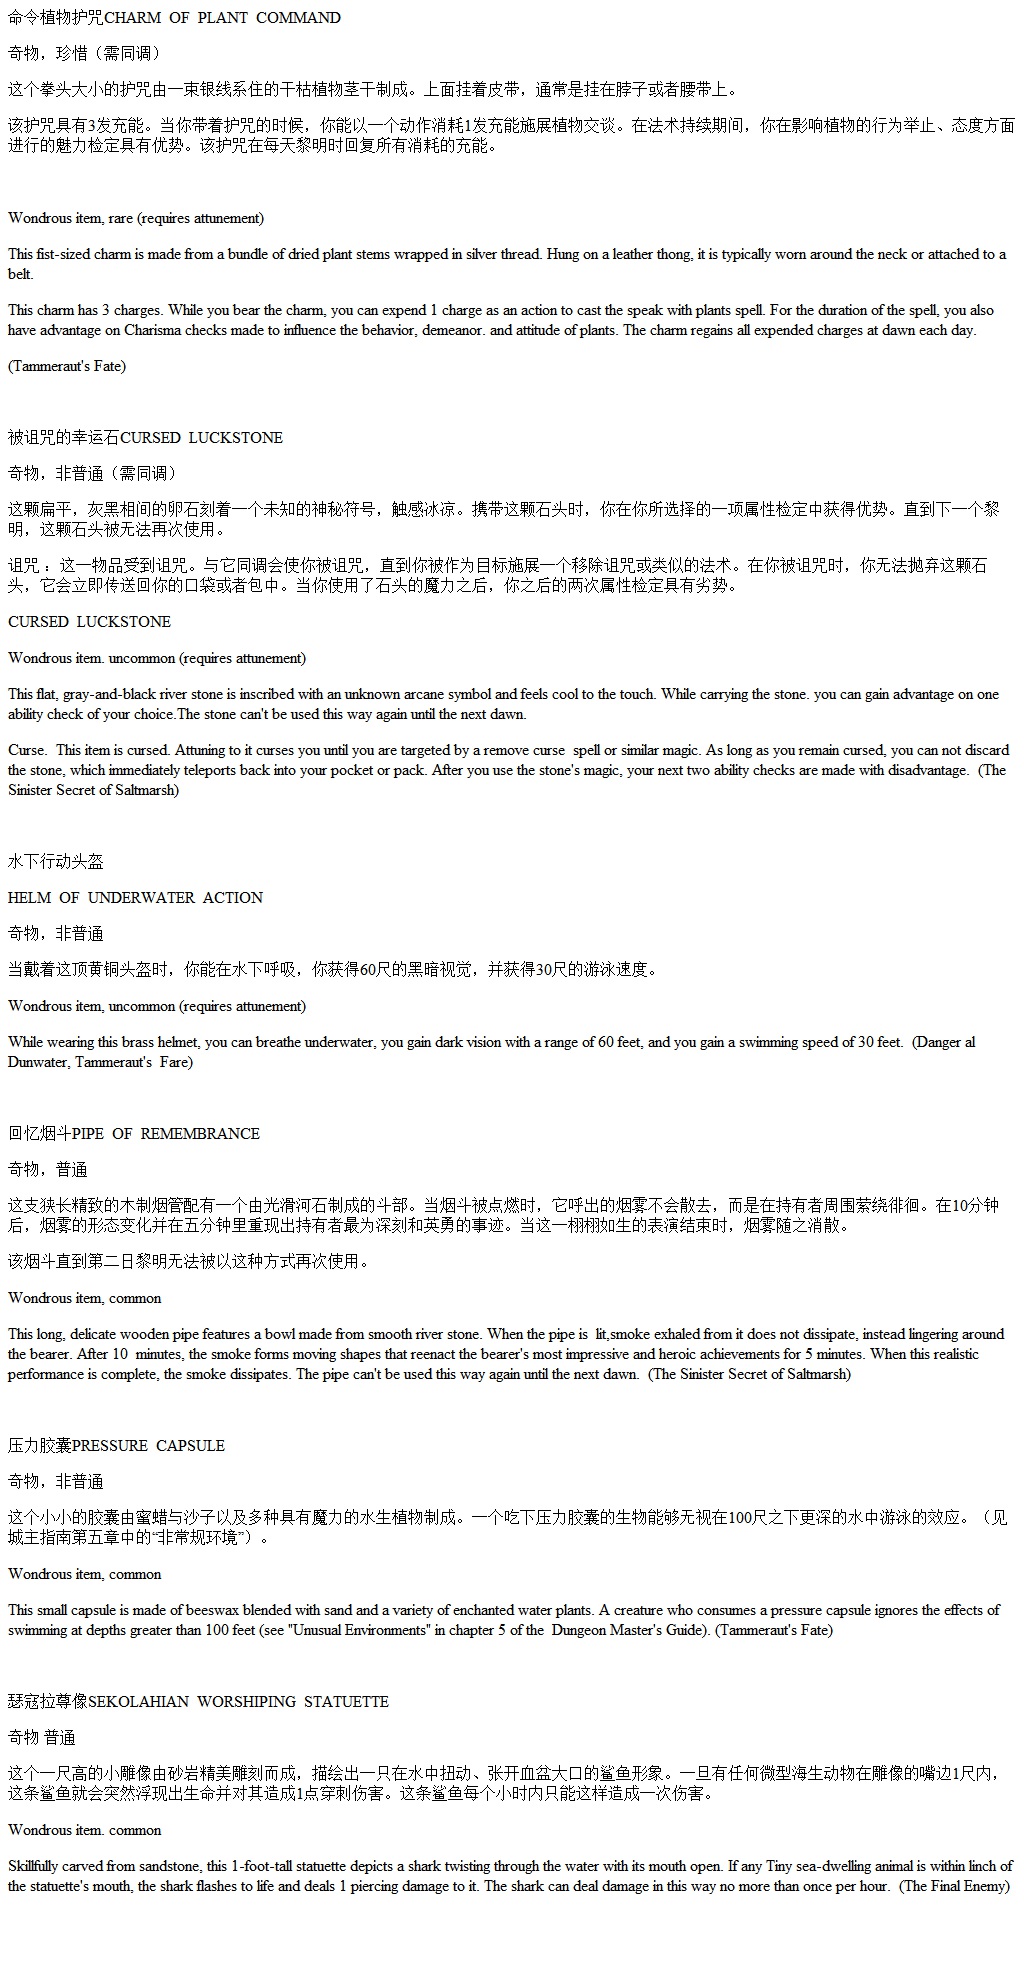 命令植物护咒CHARM OF PLANT COMMAND
奇物，珍惜（需同调）
这个拳头大小的护咒由一束银线系住的干枯植物茎干制成。上面挂着皮带，通常是挂在脖子或者腰带上。
该护咒具有3发充能。当你带着护咒的时候，你能以一个动作消耗1发充能施展植物交谈。在法术持续期间，你在影响植物的行为举止、态度方面
进行的魅力检定具有优势。该护咒在每天黎明时回复所有消耗的充能。
Wondrous item, rare (requires attunement)
This fist-sized charm is made from a bundle of dried plant stems wrapped in silver thread. Hung on a leather thong, it is typically worn around the neck or attached to a
belt.
This charm has 3 charges. While you bear the charm, you can expend 1 charge as an action to cast the speak with plants spell. For the duration of the spell, you also
have advantage on Charisma checks made to influence the behavior, demeanor. and attitude of plants. The charm regains all expended charges at dawn each day.
(Tammeraut's Fate)
被诅咒的幸运石CURSED LUCKSTONE
奇物，非普通（需同调）
这颗扁平，灰黑相间的卵石刻着一个未知的神秘符号，触感冰凉。携带这颗石头时，你在你所选择的一项属性检定中获得优势。直到下一个黎
明，这颗石头被无法再次使用。
诅咒 ：这一物品受到诅咒。与它同调会使你被诅咒，直到你被作为目标施展一个移除诅咒或类似的法术。在你被诅咒时，你无法抛弃这颗石
头，它会立即传送回你的口袋或者包中。当你使用了石头的魔力之后，你之后的两次属性检定具有劣势。
CURSED LUCKSTONE
Wondrous item. uncommon (requires attunement)
This flat, gray-and-black river stone is inscribed with an unknown arcane symbol and feels cool to the touch. While carrying the stone. you can gain advantage on one
ability check of your choice.The stone can't be used this way again until the next dawn.
Curse. This item is cursed. Attuning to it curses you until you are targeted by a remove curse spell or similar magic. As long as you remain cursed, you can not discard
the stone, which immediately teleports back into your pocket or pack. After you use the stone's magic, your next two ability checks are made with disadvantage. (The
Sinister Secret of Saltmarsh)
水下行动头盔
HELM OF UNDERWATER ACTION
奇物，非普通
当戴着这顶黄铜头盔时，你能在水下呼吸，你获得60尺的黑暗视觉，并获得30尺的游泳速度。
Wondrous item, uncommon (requires attunement)
While wearing this brass helmet, you can breathe underwater, you gain dark vision with a range of 60 feet, and you gain a swimming speed of 30 feet. (Danger al
Dunwater, Tammeraut's Fare)
回忆烟斗PIPE OF REMEMBRANCE
奇物，普通
这支狭长精致的木制烟管配有一个由光滑河石制成的斗部。当烟斗被点燃时，它呼出的烟雾不会散去，而是在持有者周围萦绕徘徊。在10分钟
后，烟雾的形态变化并在五分钟里重现出持有者最为深刻和英勇的事迹。当这一栩栩如生的表演结束时，烟雾随之消散。
该烟斗直到第二日黎明无法被以这种方式再次使用。
Wondrous item, common
This long, delicate wooden pipe features a bowl made from smooth river stone. When the pipe is lit,smoke exhaled from it does not dissipate, instead lingering around
the bearer. After 10 minutes, the smoke forms moving shapes that reenact the bearer's most impressive and heroic achievements for 5 minutes. When this realistic
performance is complete, the smoke dissipates. The pipe can't be used this way again until the next dawn. (The Sinister Secret of Saltmarsh)
压力胶囊PRESSURE CAPSULE
奇物，非普通
这个小小的胶囊由蜜蜡与沙子以及多种具有魔力的水生植物制成。一个吃下压力胶囊的生物能够无视在100尺之下更深的水中游泳的效应。（见
城主指南第五章中的“非常规环境”）。
Wondrous item, common
This small capsule is made of beeswax blended with sand and a variety of enchanted water plants. A creature who consumes a pressure capsule ignores the effects of
swimming at depths greater than 100 feet (see "Unusual Environments" in chapter 5 of the Dungeon Master's Guide). (Tammeraut's Fate)
瑟寇拉尊像SEKOLAHIAN WORSHIPING STATUETTE
奇物 普通
这个一尺高的小雕像由砂岩精美雕刻而成，描绘出一只在水中扭动、张开血盆大口的鲨鱼形象。一旦有任何微型海生动物在雕像的嘴边1尺内，
这条鲨鱼就会突然浮现出生命并对其造成1点穿刺伤害。这条鲨鱼每个小时内只能这样造成一次伤害。
Wondrous item. common
Skillfully carved from sandstone, this 1-foot-tall statuette depicts a shark twisting through the water with its mouth open. If any Tiny sea-dwelling animal is within linch of
the statuette's mouth, the shark flashes to life and deals 1 piercing damage to it. The shark can deal damage in this way no more than once per hour. (The Final Enemy)